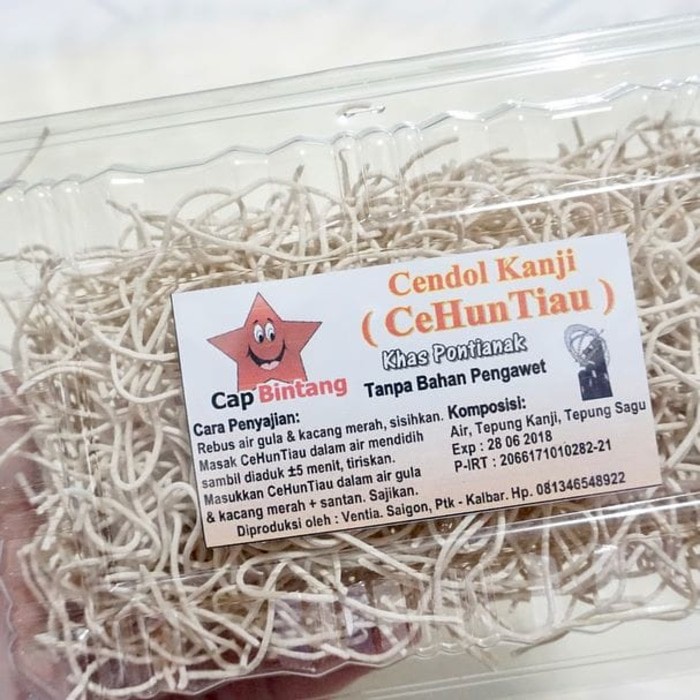 Cendol Kanji
( CeHunTiau )
Khas Pontianak
Tanpa Bahan Pengawet
Cap Bintang
Cara Penyajian:
Rebus air gula & kacang merah, sisihkan.
Masak CeHunTiau dalam air mendidih
sambil diaduk ±5 menit, tiriskan.
Masukkan CeHunTiau dalam air gula
& kacang merah + santan. Sajikan.
Komposisi:
Air, Tepung Kanji, Tepung Sagu
Exp : 28 06 2018
P-IRT : 2066171010282-21
Diproduksi oleh : Ventia. Saigon, Ptk - Kalbar. Hp. 081346548922